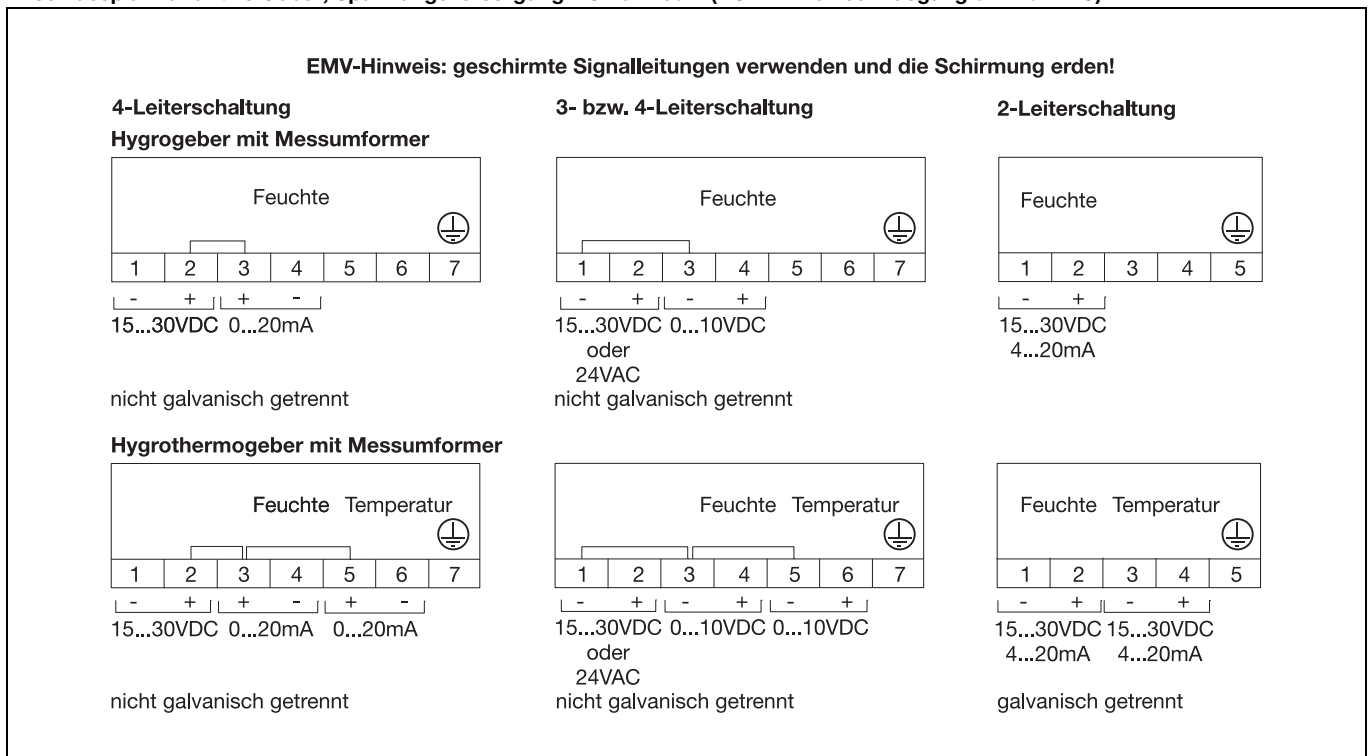 EMV-Hinweis: geschirmte Signalleitungen verwenden und die Schirmung erden!
4-Leiterschaltung
3- bzw. 4-Leiterschaltung
2-Leiterschaltung
Hygrogeber mit Messumformer
Feuchte
1 2 3 4 5 6 7
- + + -
15...30VDC 0...20mA
nicht galvanisch getrennt
Feuchte
1 2 3 4 5 6 7
- + - +
15...30VDC 0...10VDC
oder
24VAC
nicht galvanisch getrennt
Feuchte
1 2 3 4 5
- +
15...30VDC
4...20mA
Hygrothermogeber mit Messumformer
Feuchte Temperatur
1 2 3 4 5 6 7
- + + - + -
15...30VDC 0...20mA 0...20mA
nicht galvanisch getrennt
Feuchte Temperatur
1 2 3 4 5 6 7
- + - + - +
15...30VDC 0...10VDC 0...10VDC
oder
24VAC
nicht galvanisch getrennt
Feuchte Temperatur
1 2 3 4 5
- + - +
15...30VDC 15...30VDC
4...20mA 4...20mA
galvanisch getrennt